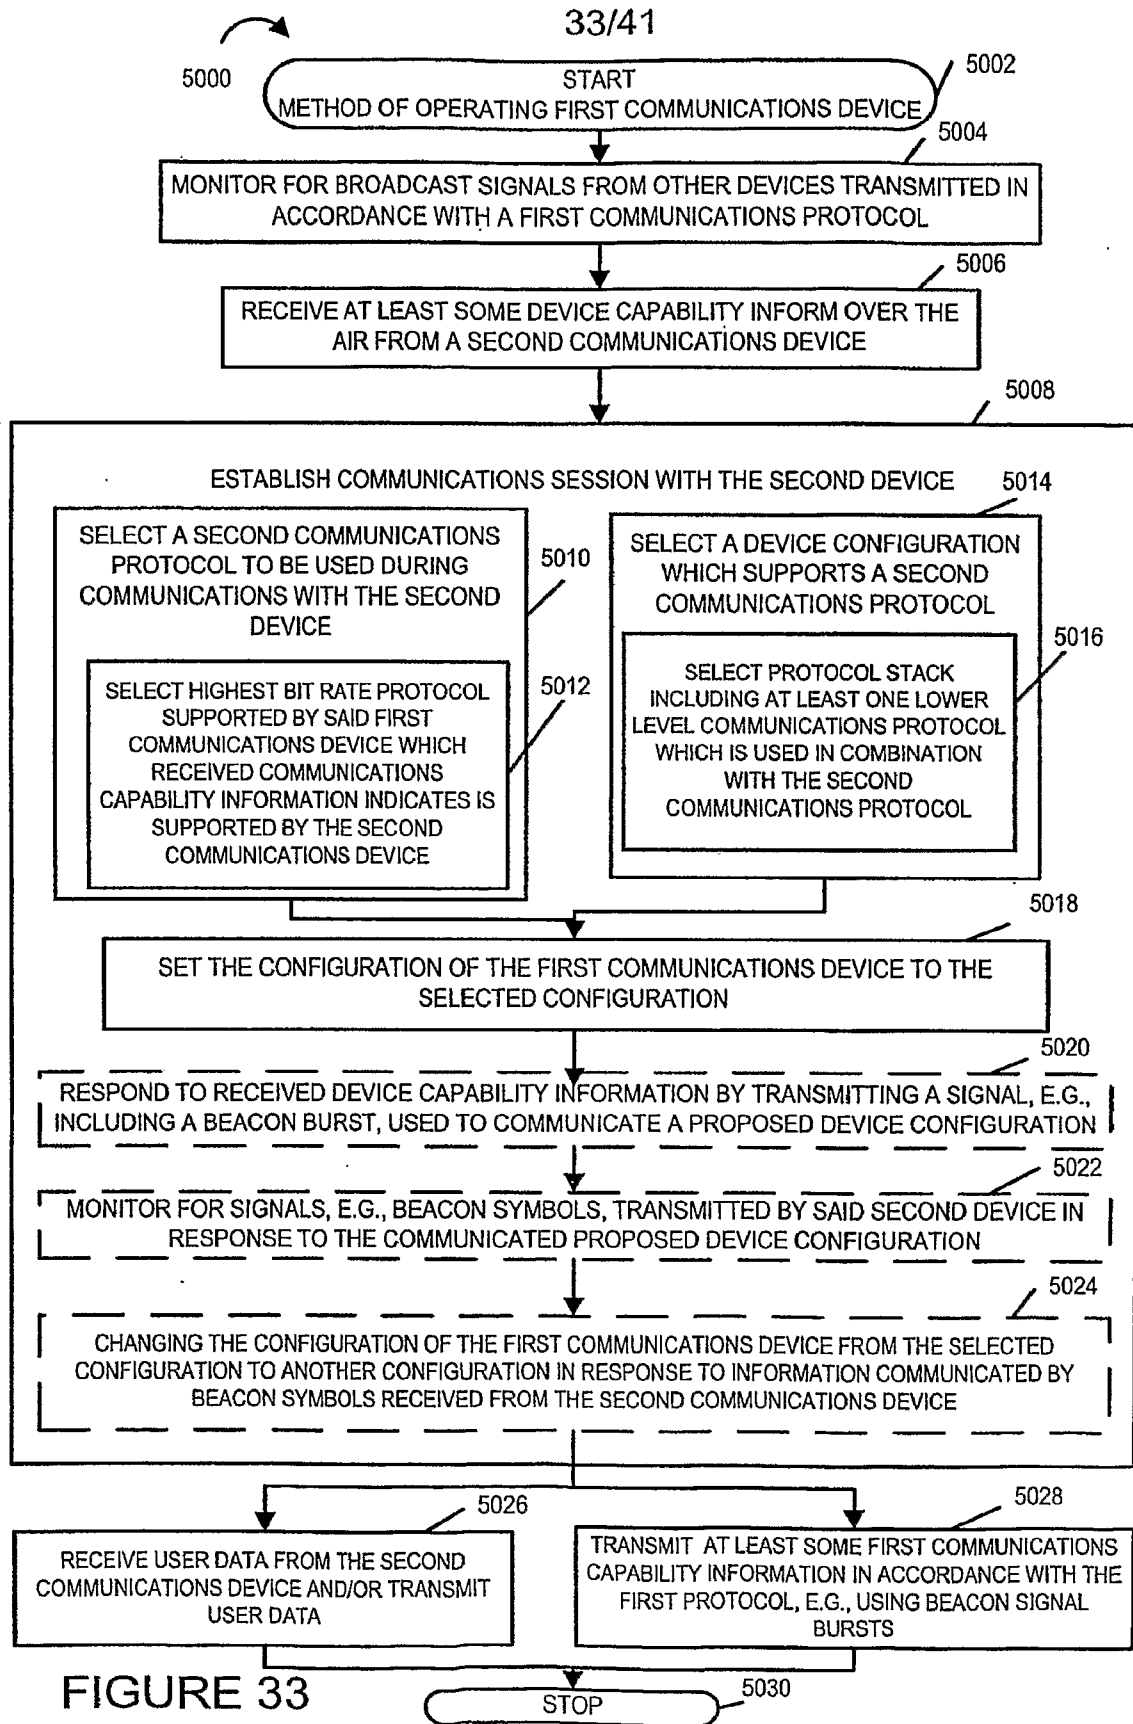 33/41
5000
START
METHOD OF OPERATING FIRST COMMUNICATIONS DEVICE
5002
5004
MONITOR FOR BROADCAST SIGNALS FROM OTHER DEVICES TRANSMITTED IN
ACCORDANCE WITH A FIRST COMMUNICATIONS PROTOCOL
5006
RECEIVE AT LEAST SOME DEVICE CAPABILITY INFORM OVER THE
AIR FROM A SECOND COMMUNICATIONS DEVICE
5008
ESTABLISH COMMUNICATIONS SESSION WITH THE SECOND DEVICE
SELECT A SECOND COMMUNICATIONS
PROTOCOL TO BE USED DURING
COMMUNICATIONS WITH THE SECOND
DEVICE
5010
SELECT HIGHEST BIT RATE PROTOCOL
SUPPORTED BY SAID FIRST
COMMUNICATIONS DEVICE WHICH
RECEIVED COMMUNICATIONS
CAPABILITY INFORMATION INDICATES IS
SUPPORTED BY THE SECOND
COMMUNICATIONS DEVICE
5012
5014
SELECT A DEVICE CONFIGURATION
WHICH SUPPORTS A SECOND
COMMUNICATIONS PROTOCOL
5016
SELECT PROTOCOL STACK
INCLUDING AT LEAST ONE LOWER
LEVEL COMMUNICATIONS PROTOCOL
WHICH IS USED IN COMBINATION
WITH THE SECOND
COMMUNICATIONS PROTOCOL
5018
SET THE CONFIGURATION OF THE FIRST COMMUNICATIONS DEVICE TO THE
SELECTED CONFIGURATION
5020
RESPOND TO RECEIVED DEVICE CAPABILITY INFORMATION BY TRANSMITTING A SIGNAL, E.G.,
INCLUDING A BEACON BURST, USED TO COMMUNICATE A PROPOSED DEVICE CONFIGURATION
5022
MONITOR FOR SIGNALS, E.G., BEACON SYMBOLS, TRANSMITTED BY SAID SECOND DEVICE IN
RESPONSE TO THE COMMUNICATED PROPOSED DEVICE CONFIGURATION
5024
CHANGING THE CONFIGURATION OF THE FIRST COMMUNICATIONS DEVICE FROM THE SELECTED
CONFIGURATION TO ANOTHER CONFIGURATION IN RESPONSE TO INFORMATION COMMUNICATED BY
BEACON SYMBOLS RECEIVED FROM THE SECOND COMMUNICATIONS DEVICE
5026
RECEIVE USER DATA FROM THE SECOND
COMMUNICATIONS DEVICE AND/OR TRANSMIT
USER DATA
5028
TRANSMIT AT LEAST SOME FIRST COMMUNICATIONS
CAPABILITY INFORMATION IN ACCORDANCE WITH THE
FIRST PROTOCOL, E.G., USING BEACON SIGNAL
BURSTS
FIGURE 33
STOP
5030